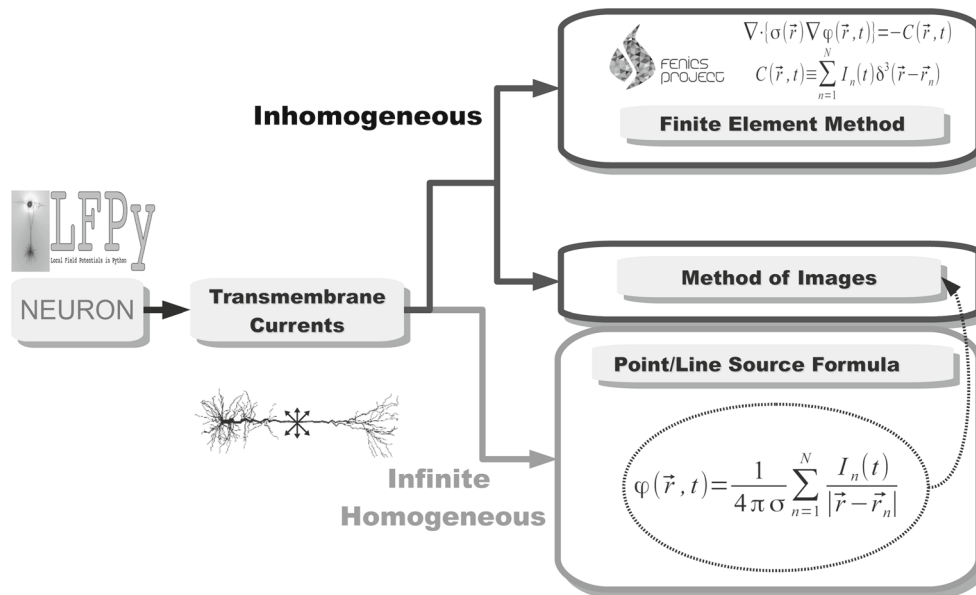 ∇·{σ(r⃗)∇φ(r⃗,t)}=−C(r⃗,t)
C(r⃗,t)≡∑_{n=1}^{N} I_n(t)δ³(r⃗−r⃗_n)
FENICS
PROJECT
Finite Element Method
Inhomogeneous
LFPy
Local Field Potentials in Python
NEURON
Transmembrane
Currents
Method of Images
Point/Line Source Formula
φ(r⃗,t)=1/(4πσ) ∑_{n=1}^{N} I_n(t)/|r⃗−r⃗_n|
Infinite
Homogeneous